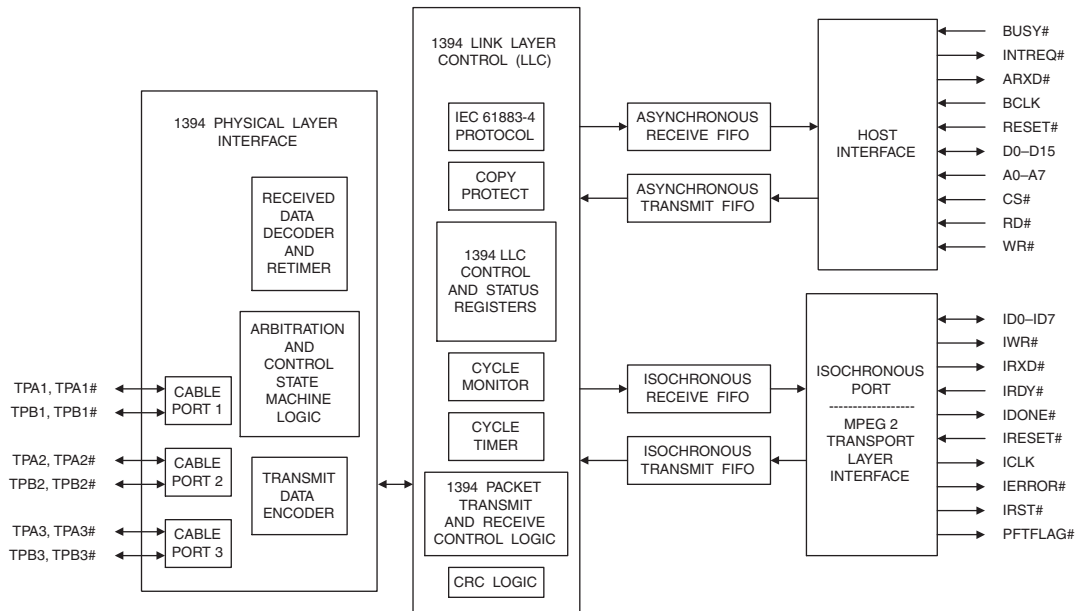 1394 PHYSICAL LAYER
INTERFACE
RECEIVED
DATA
DECODER
AND
RETIMER
ARBITRATION
AND
CONTROL
STATE
MACHINE
LOGIC
TRANSMIT
DATA
ENCODER
TPA1, TPA1#
TPB1, TPB1#
CABLE
PORT 1
TPA2, TPA2#
TPB2, TPB2#
CABLE
PORT 2
TPA3, TPA3#
TPB3, TPB3#
CABLE
PORT 3
1394 LINK LAYER
CONTROL (LLC)
IEC 61883-4
PROTOCOL
COPY
PROTECT
1394 LLC
CONTROL
AND STATUS
REGISTERS
CYCLE
MONITOR
CYCLE
TIMER
1394 PACKET
TRANSMIT
AND RECEIVE
CONTROL LOGIC
CRC LOGIC
ASYNCHRONOUS
RECEIVE FIFO
ASYNCHRONOUS
TRANSMIT FIFO
ISOCHRONOUS
RECEIVE FIFO
ISOCHRONOUS
TRANSMIT FIFO
HOST
INTERFACE
BUSY#
INTREQ#
ARXD#
BCLK
RESET#
D0–D15
A0–A7
CS#
RD#
WR#
ISOCHRONOUS
PORT
MPEG 2
TRANSPORT
LAYER
INTERFACE
ID0–ID7
IWR#
IRXD#
IRDY#
IDONE#
IRESET#
ICLK
IERROR#
IRST#
PFTFLAG#